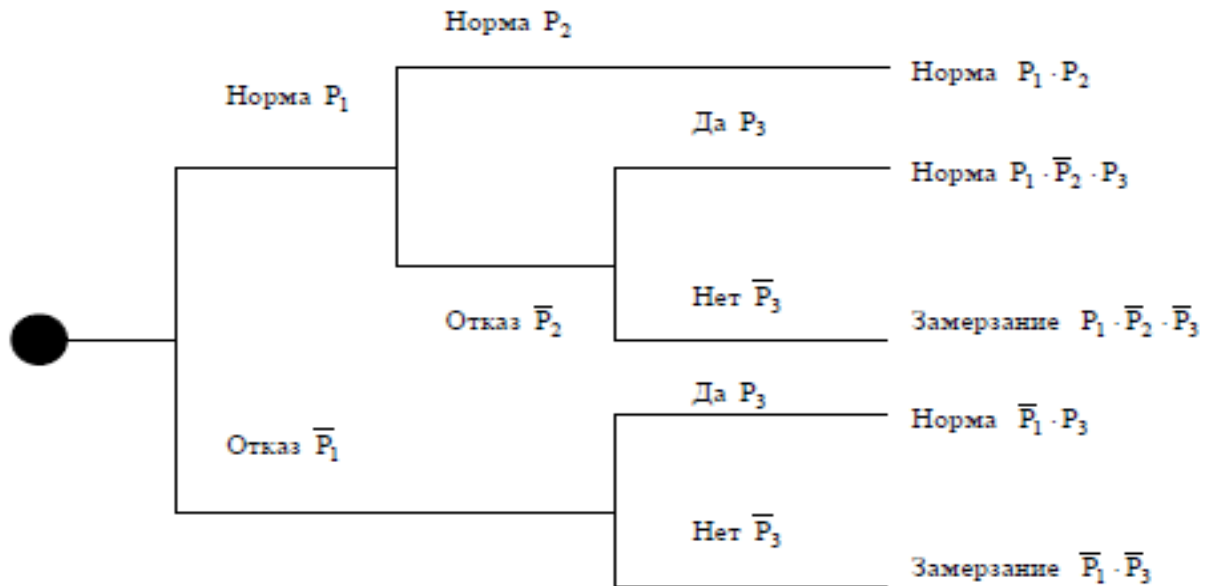 Норма P₂
Норма P₁ · P₂
Норма P₁
Да P₃
Норма P₁ · P̅₂ · P₃
Нет P̅₃
Отказ P̅₂
Замерзание P₁ · P̅₂ · P̅₃
Да P₃
Норма P̅₁ · P₃
Отказ P̅₁
Нет P̅₃
Замерзание P̅₁ · P̅₃